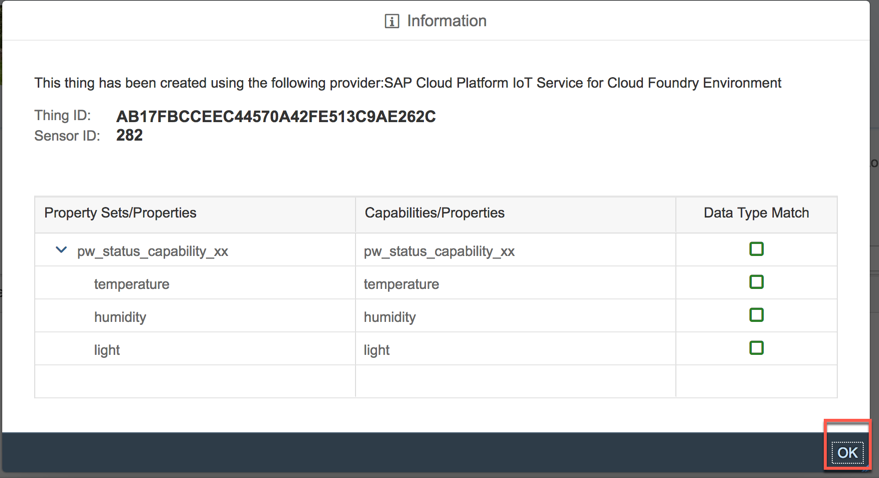 Information
This thing has been created using the following provider:SAP Cloud Platform IoT Service for Cloud Foundry Environment
Thing ID: AB17FBCCEEC44570A42FE513C9AE262C
Sensor ID: 282
Property Sets/Properties Capabilities/Properties Data Type Match
pw_status_capability_xx pw_status_capability_xx
temperature temperature
humidity humidity
light light
OK